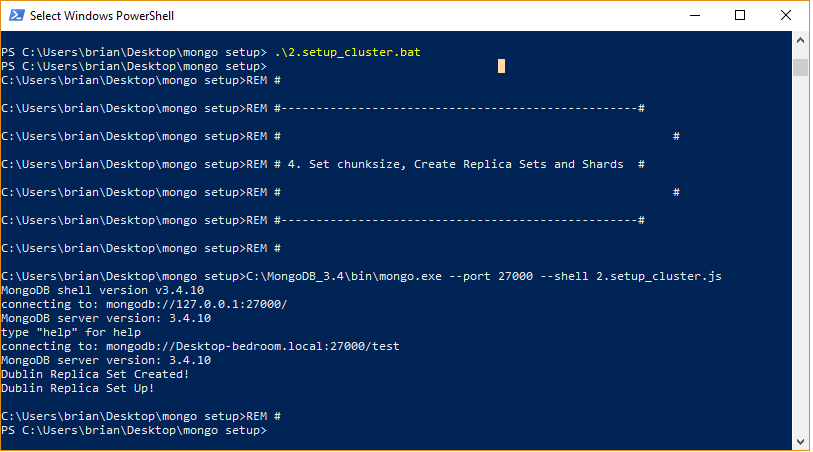 Select Windows PowerShell
PS C:\Users\brian\Desktop\mongo setup> .\2.setup_cluster.bat
PS C:\Users\brian\Desktop\mongo setup>
C:\Users\brian\Desktop\mongo setup>REM #
C:\Users\brian\Desktop\mongo setup>REM #--------------------------------------------------#
C:\Users\brian\Desktop\mongo setup>REM #                                                        #
C:\Users\brian\Desktop\mongo setup>REM # 4. Set chunksize, Create Replica Sets and Shards  #
C:\Users\brian\Desktop\mongo setup>REM #                                                        #
C:\Users\brian\Desktop\mongo setup>REM #--------------------------------------------------#
C:\Users\brian\Desktop\mongo setup>REM #
C:\Users\brian\Desktop\mongo setup>C:\MongoDB_3.4\bin\mongo.exe --port 27000 --shell 2.setup_cluster.js
MongoDB shell version v3.4.10
connecting to: mongodb://127.0.0.1:27000/
MongoDB server version: 3.4.10
type "help" for help
connecting to: mongodb://Desktop-bedroom.local:27000/test
MongoDB server version: 3.4.10
Dublin Replica Set Created!
Dublin Replica Set Up!
C:\Users\brian\Desktop\mongo setup>REM #
PS C:\Users\brian\Desktop\mongo setup>